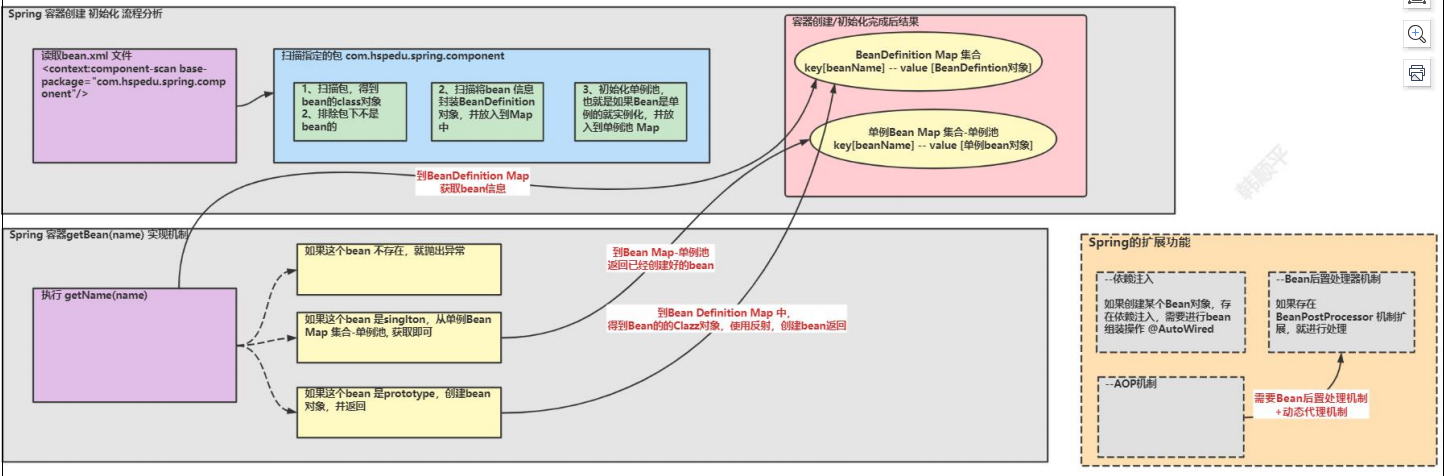 Spring 容器创建 初始化 流程分析
读取bean.xml 文件
<context:component-scan base-
package="com.hspedu.spring.comp
onent"/>
扫描指定的包 com.hspedu.spring.component
1、扫描包，得到
bean的class对象
2、排除包下不是
bean的
2、扫描将bean 信息
封装BeanDefinition
对象，并放入到Map
中
3、初始化单例池，
也就是如果Bean是单
例的就实例化，并放
入到单例池 Map
容器创建/初始化完成后结果
BeanDefinition Map 集合
key[beanName] -- value [BeanDefintion对象]
单例Bean Map 集合-单例池
key[beanName] -- value [单例bean对象]
到BeanDefinition Map
获取bean信息
韩顺平
Spring 容器getBean(name) 实现机制
执行 getName(name)
如果这个bean 不存在，就抛出异常
如果这个bean 是singlton，从单例Bean
Map 集合-单例池, 获取即可
如果这个bean 是prototype，创建bean
对象，并返回
到Bean Map-单例池
返回已经创建好的bean
到Bean Definition Map 中，
得到Bean的的Clazz对象，使用反射，创建bean返回
Spring的扩展功能
--依赖注入
如果创建某个Bean对象，存
在依赖注入，需要进行bean
组装操作 @AutoWired
--Bean后置处理器机制
如果存在
BeanPostProcessor 机制扩
展，就进行处理
--AOP机制
需要Bean后置处理机制
+动态代理机制